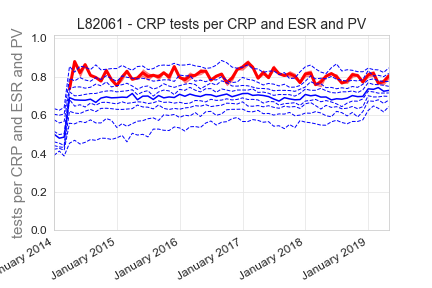 L82061 - CRP tests per CRP and ESR and PV
tests per CRP and ESR and PV
1.0
0.8
0.6
0.4
0.2
0.0
nuary 2014
January 2015
January 2016
January 2017
January 2018
January 2019